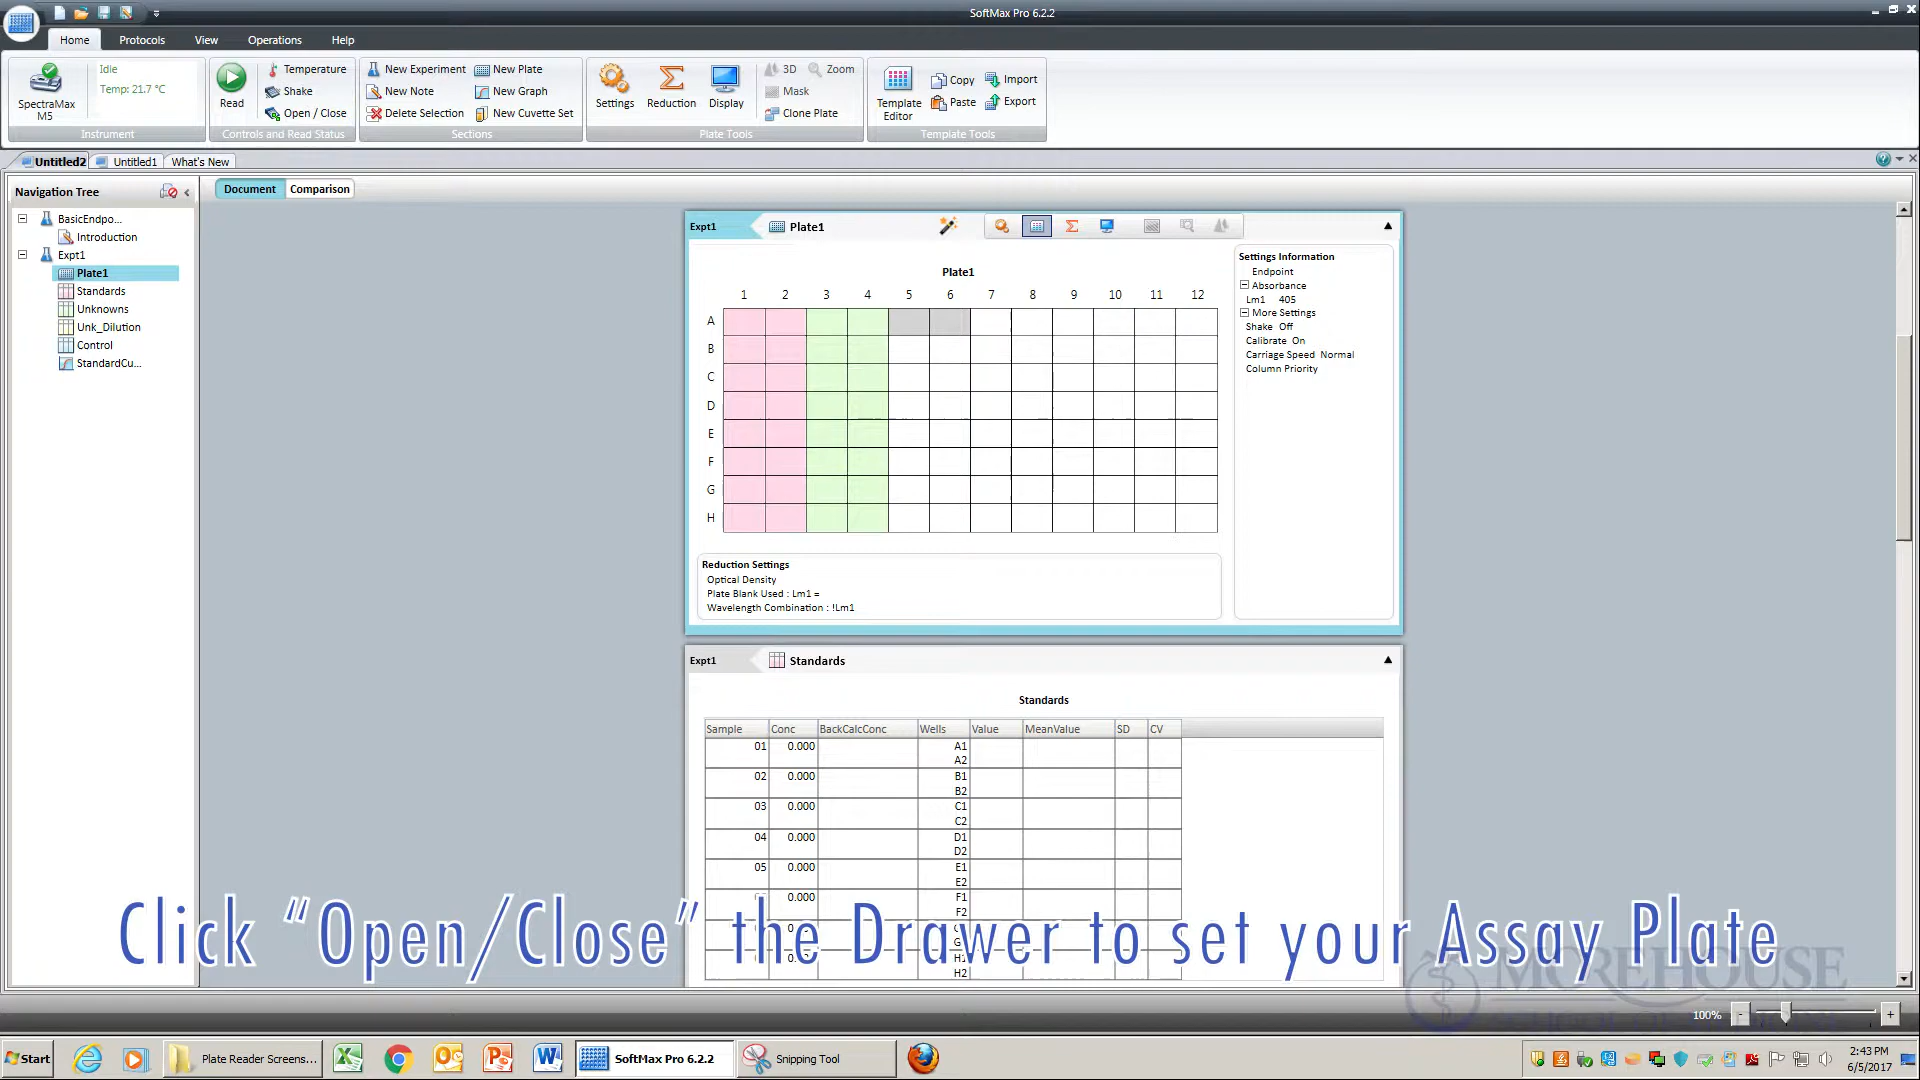 SoftMax Pro 6.2.2
Home Protocols View Operations Help
SpectraMax M5
Idle
Temp: 21.7 °C
Instrument
Read
Temperature
Shake
Open / Close
Controls and Read Status
New Experiment
New Note
Delete Selection
New Plate
New Graph
New Cuvette Set
Sections
Settings
Reduction
Display
3D
Zoom
Mask
Clone Plate
Plate Tools
Template Editor
Copy
Paste
Import
Export
Template Tools
Untitled2 Untitled1 What's New
Navigation Tree
BasicEndpo...
Introduction
Expt1
Plate1
Standards
Unknowns
Unk_Dilution
Control
StandardCu...
Document Comparison
Expt1 Plate1
Plate1
1 2 3 4 5 6 7 8 9 10 11 12
A
B
C
D
E
F
G
H
Settings Information
Endpoint
Absorbance
Lm1 405
More Settings
Shake Off
Calibrate On
Carriage Speed Normal
Column Priority
Reduction Settings
Optical Density
Plate Blank Used : Lm1 =
Wavelength Combination : !Lm1
Expt1 Standards
Standards
Sample Conc BackCalcConc Wells Value MeanValue SD CV
01 0.000 A1
A2
02 0.000 B1
B2
03 0.000 C1
C2
04 0.000 D1
D2
05 0.000 E1
E2
0.000 F1
F2
H2
Click “Open/Close” the Drawer to set your Assay Plate
MOREHOUSE
100%
Start
Plate Reader Screens...
SoftMax Pro 6.2.2
Snipping Tool
2:43 PM
6/5/2017